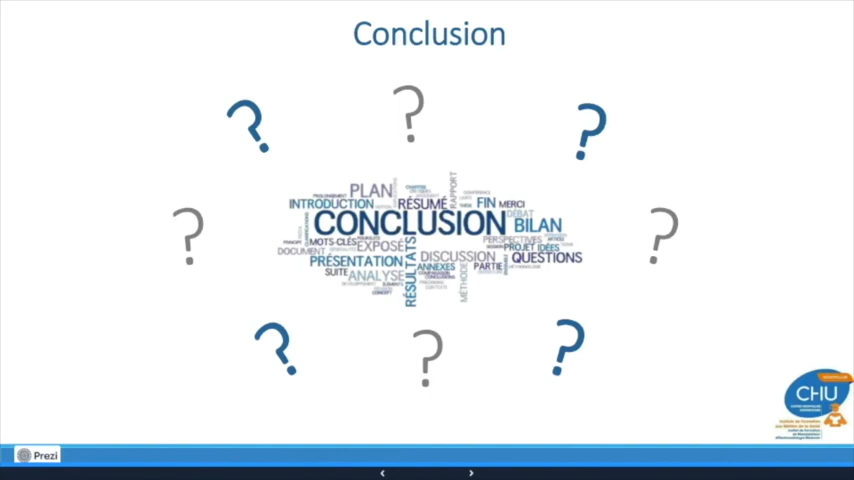 Conclusion
?
?
?
?
?
?
?
?
PLAN
RAPPORT
INTRODUCTION
RÉSUMÉ
FIN
MERCI
CONCLUSION
DÉBAT
BILAN
MOTS-CLÉS
EXPOSÉ
PERSPECTIVES
DOCUMENT
PROJET
IDÉES
PRÉSENTATION
RÉSULTATS
DISCUSSION
QUESTIONS
SUITE
ANALYSE
ANNEXES
PARTIE
MÉTHODE
CHU
Prezi